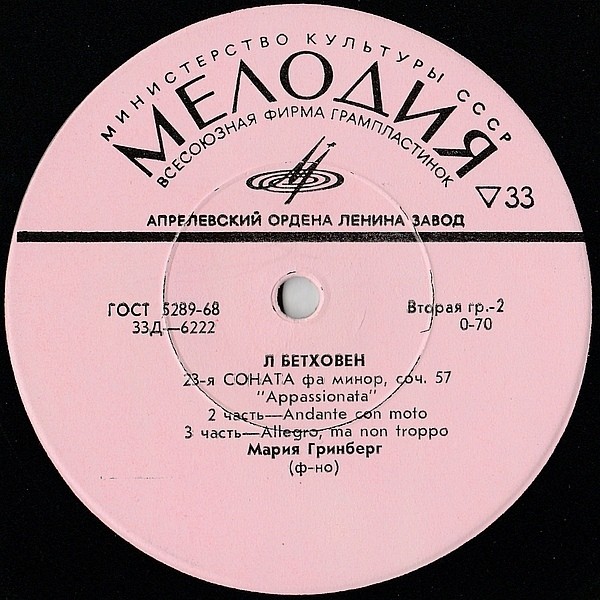 МИНИСТЕРСТВО КУЛЬТУРЫ СССР
МЕЛОДИЯ
ВСЕСОЮЗНАЯ ФИРМА ГРАМПЛАСТИНОК
▽33
АПРЕЛЕВСКИЙ ОРДЕНА ЛЕНИНА ЗАВОД
ГОСТ 5289-68
33Д—6222
Вторая гр.-2
0-70
Л БЕТХОВЕН
23-я СОНАТА фа минор, соч. 57
"Appassionata"
2 часть—Andante con moto
3 часть—Allegro, ma non troppo
Мария Гринберг
(ф-но)